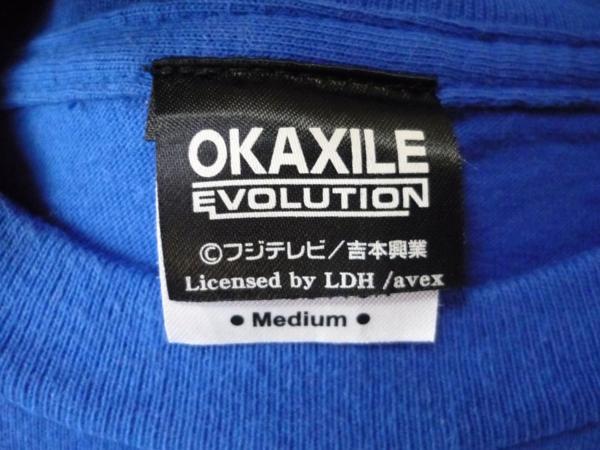 OKAXILE
EVOLUTION
©フジテレビ/吉本興業
Licensed by LDH /avex
• Medium •